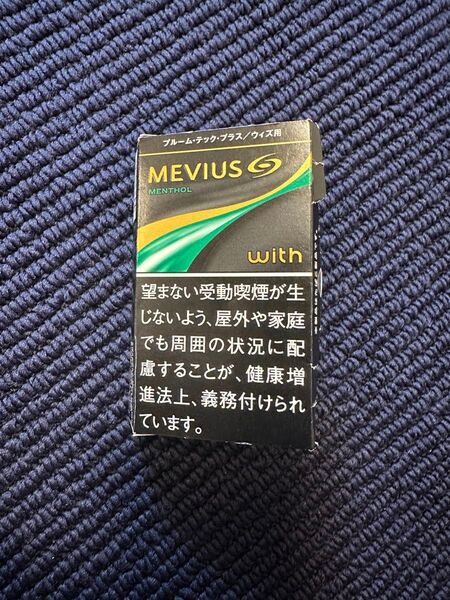 プルーム・テック・プラス/ウィズ用
MEVIUS
MENTHOL
with
望まない受動喫煙が生
じないよう、屋外や家庭
でも周囲の状況に配
慮することが、健康増
進法上、義務付けられ
ています。